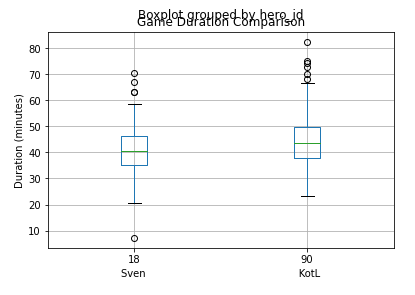 Boxplot grouped by hero_id
Game Duration Comparison
Duration (minutes)
80
70
60
50
40
30
20
10
18
90
Sven
KotL